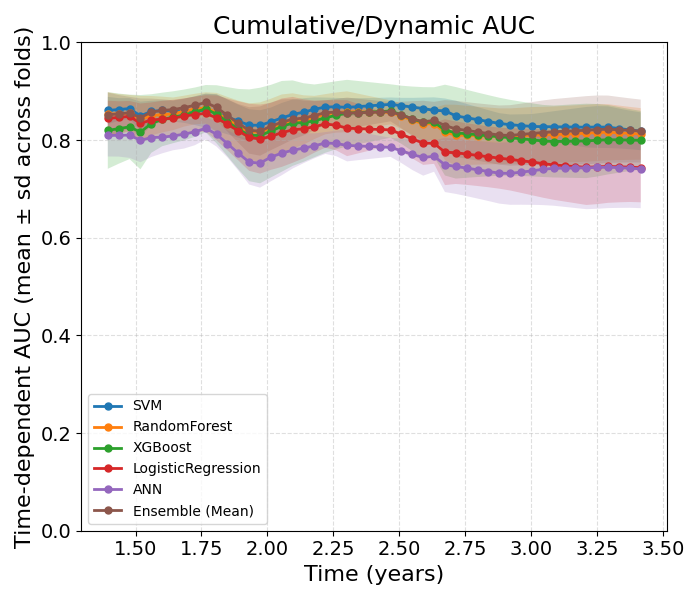 Cumulative/Dynamic AUC
Time-dependent AUC (mean ± sd across folds)
1.0
0.8
0.6
0.4
0.2
0.0
SVM
RandomForest
XGBoost
LogisticRegression
ANN
Ensemble (Mean)
1.50 1.75 2.00 2.25 2.50 2.75 3.00 3.25 3.50
Time (years)